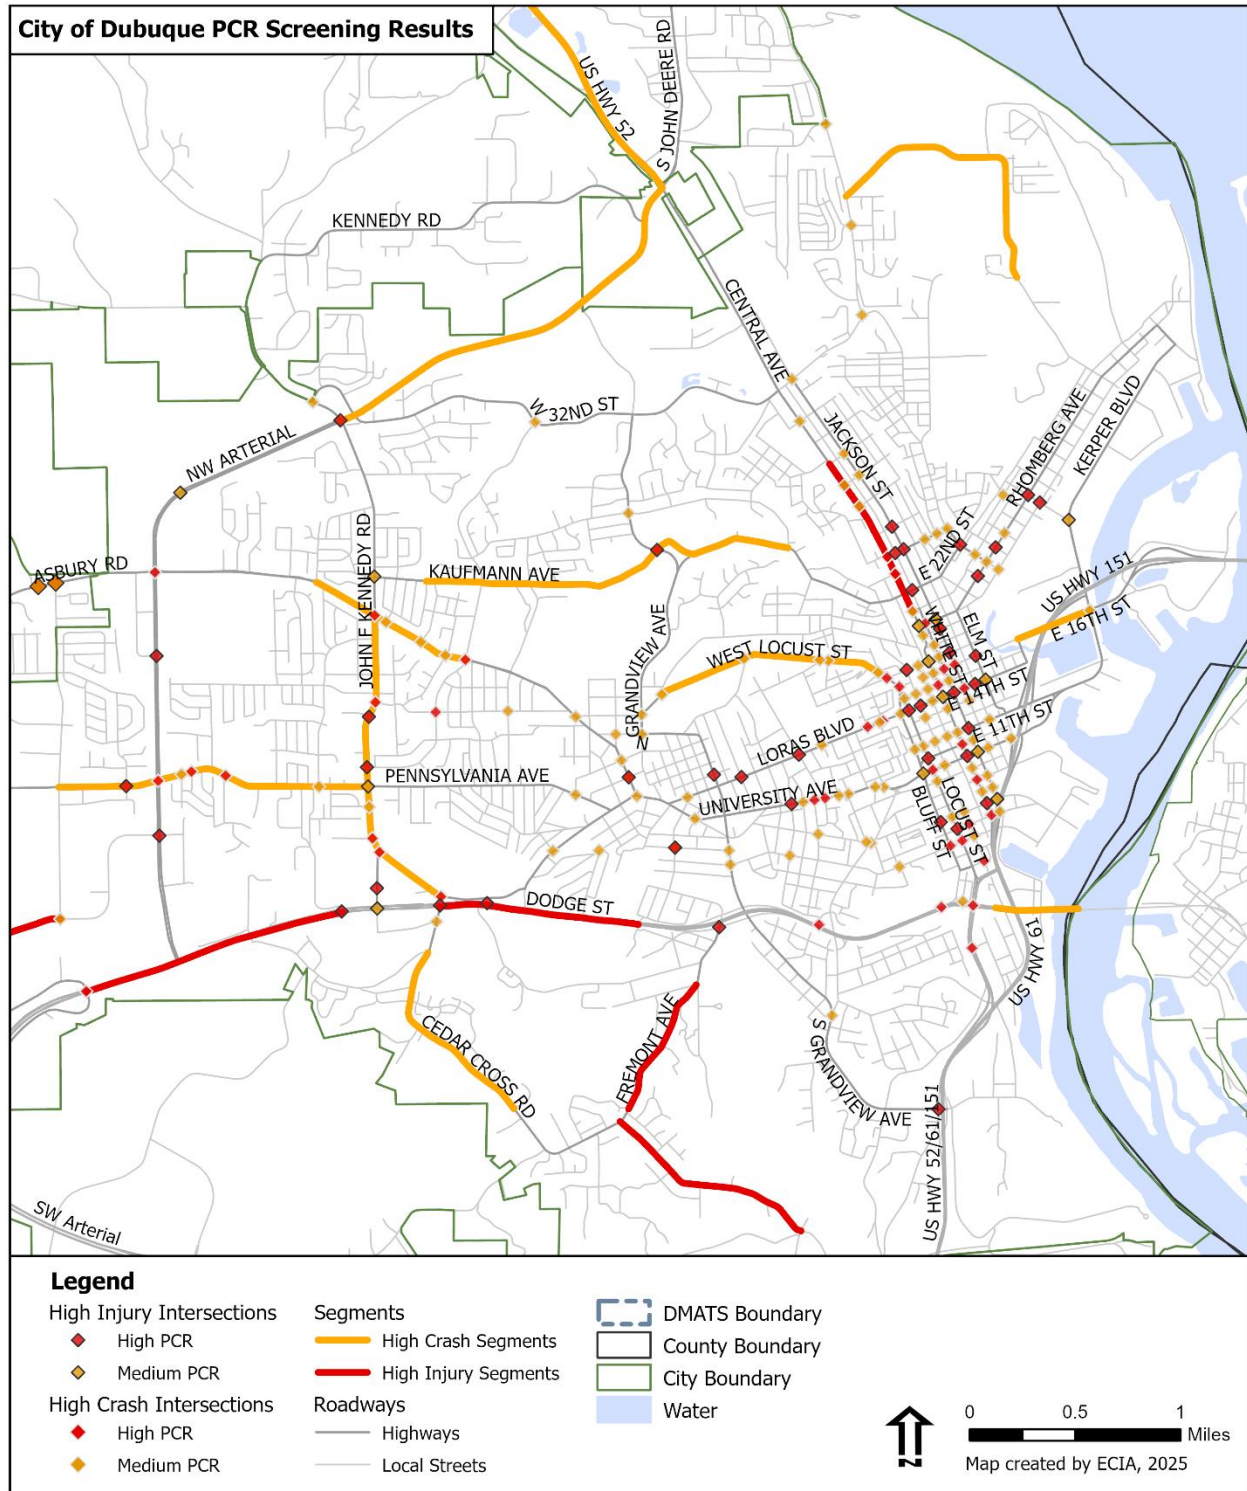 City of Dubuque PCR Screening Results
US HWY 52
S JOHN DEERE RD
KENNEDY RD
CENTRAL AVE
W 32ND ST
JACKSON ST
RHOMBERG AVE
KERPER BLVD
NW ARTERIAL
ASBURY RD
JOHN F KENNEDY RD
KAUFMANN AVE
E 22ND ST
US HWY 151
E 16TH ST
GRANDVIEW AVE
N
WEST LOCUST ST
WHITE ST
ELM ST
E 14TH ST
E 11TH ST
LORAS BLVD
PENNSYLVANIA AVE
UNIVERSITY AVE
BLUFF ST
LOCUST ST
DODGE ST
US HWY 61
CEDAR CROSS RD
FREMONT AVE
S GRANDVIEW AVE
US HWY 52/61/151
SW Arterial
Legend
High Injury Intersections
High PCR
Medium PCR
High Crash Intersections
High PCR
Medium PCR
Segments
High Crash Segments
High Injury Segments
Roadways
Highways
Local Streets
DMATS Boundary
County Boundary
City Boundary
Water
N
0 0.5 1
Miles
Map created by ECIA, 2025